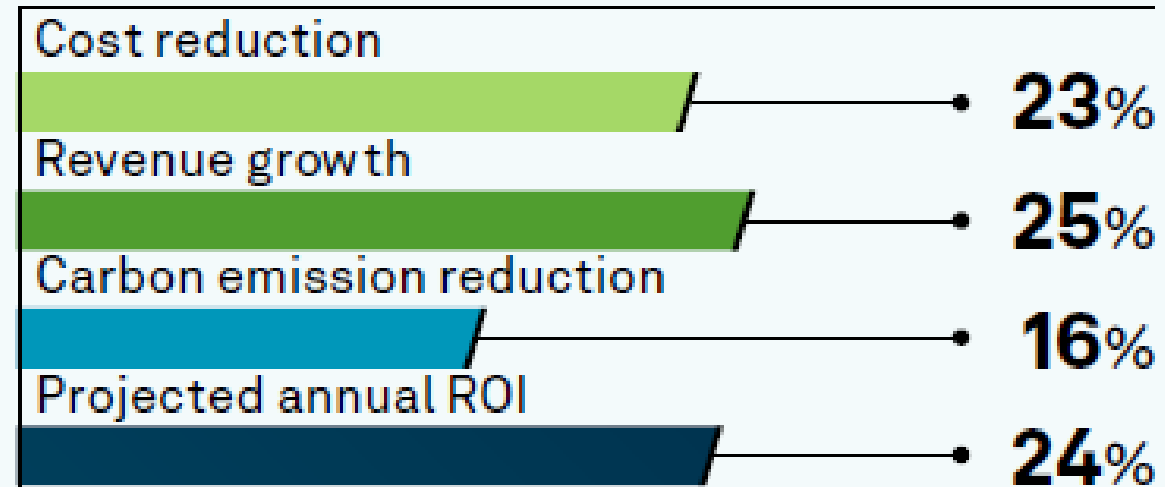 Cost reduction
23%
Revenue growth
25%
Carbon emission reduction
16%
Projected annual ROI
24%